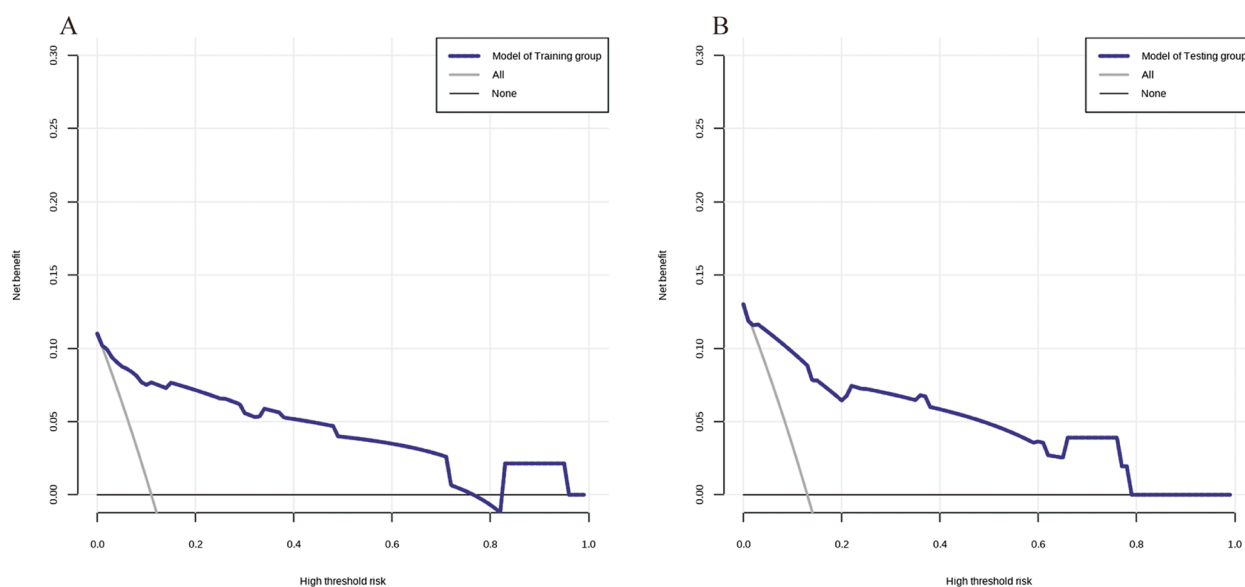 A
Model of Training group
All
None
0.30
0.25
0.20
0.15
0.10
0.05
0.00
Net benefit
0.0 0.2 0.4 0.6 0.8 1.0
High threshold risk
B
Model of Testing group
All
None
0.30
0.25
0.20
0.15
0.10
0.05
0.00
Net benefit
0.0 0.2 0.4 0.6 0.8 1.0
High threshold risk